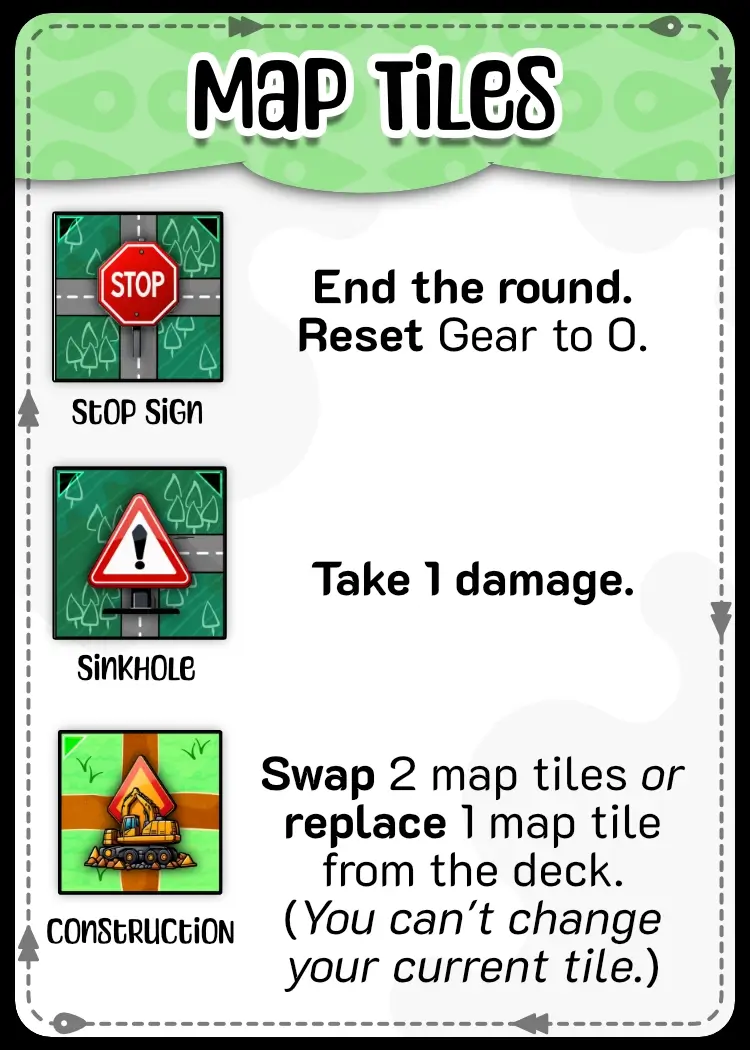 Map Tiles
STOP
End the round.
Reset Gear to 0.
Stop Sign
!
Take 1 damage.
Sinkhole
Swap 2 map tiles or
replace 1 map tile
from the deck.
(You can't change
your current tile.)
Construction